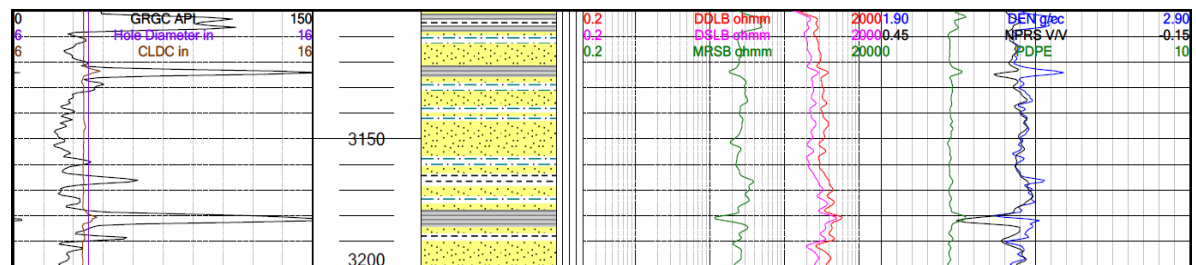 0 GRGC API 150
6 Hole Diameter in 16
6 CLDC in 16
0.2 DDLB ohmm 2000
0.2 DSLB ohmm 2000
0.2 MRSB ohmm 2000
1.90 DEN g/cc 2.90
0.45 NPRS V/V -0.15
0 PDPE 10
3150
3200